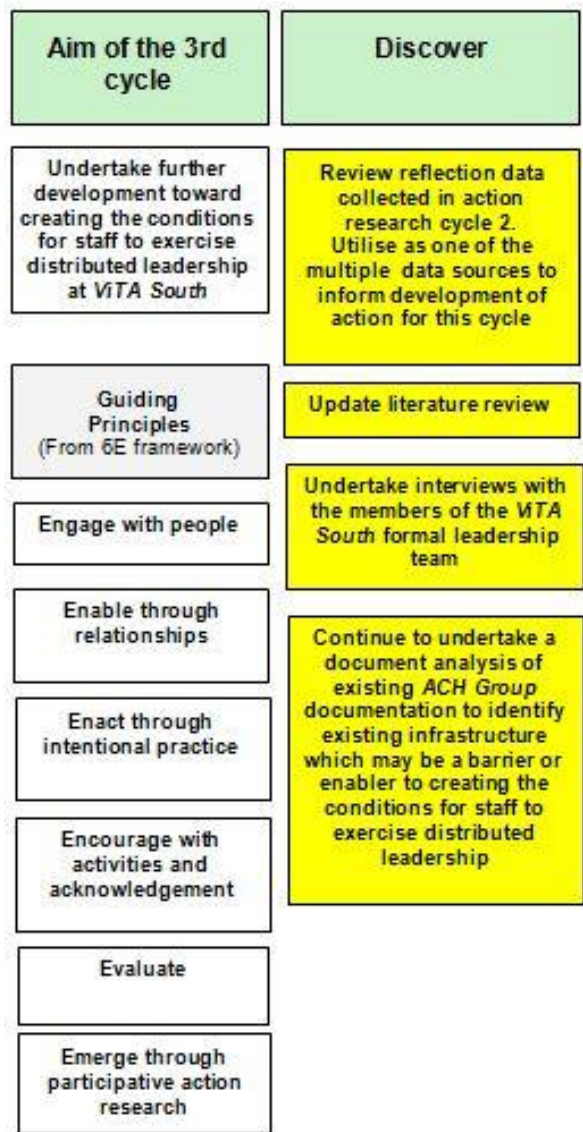 Aim of the 3rd
cycle
Undertake further
development toward
creating the conditions
for staff to exercise
distributed leadership
at ViTA South
Guiding
Principles
(From 6E framework)
Engage with people
Enable through
relationships
Enact through
intentional practice
Encourage with
activities and
acknowledgement
Evaluate
Emerge through
participative action
research
Discover
Review reflection data
collected in action
research cycle 2.
Utilise as one of the
multiple data sources to
inform development of
action for this cycle
Update literature review
Undertake interviews with
the members of the ViTA
South formal leadership
team
Continue to undertake a
document analysis of
existing ACH Group
documentation to identify
existing infrastructure
which may be a barrier or
enabler to creating the
conditions for staff to
exercise distributed
leadership